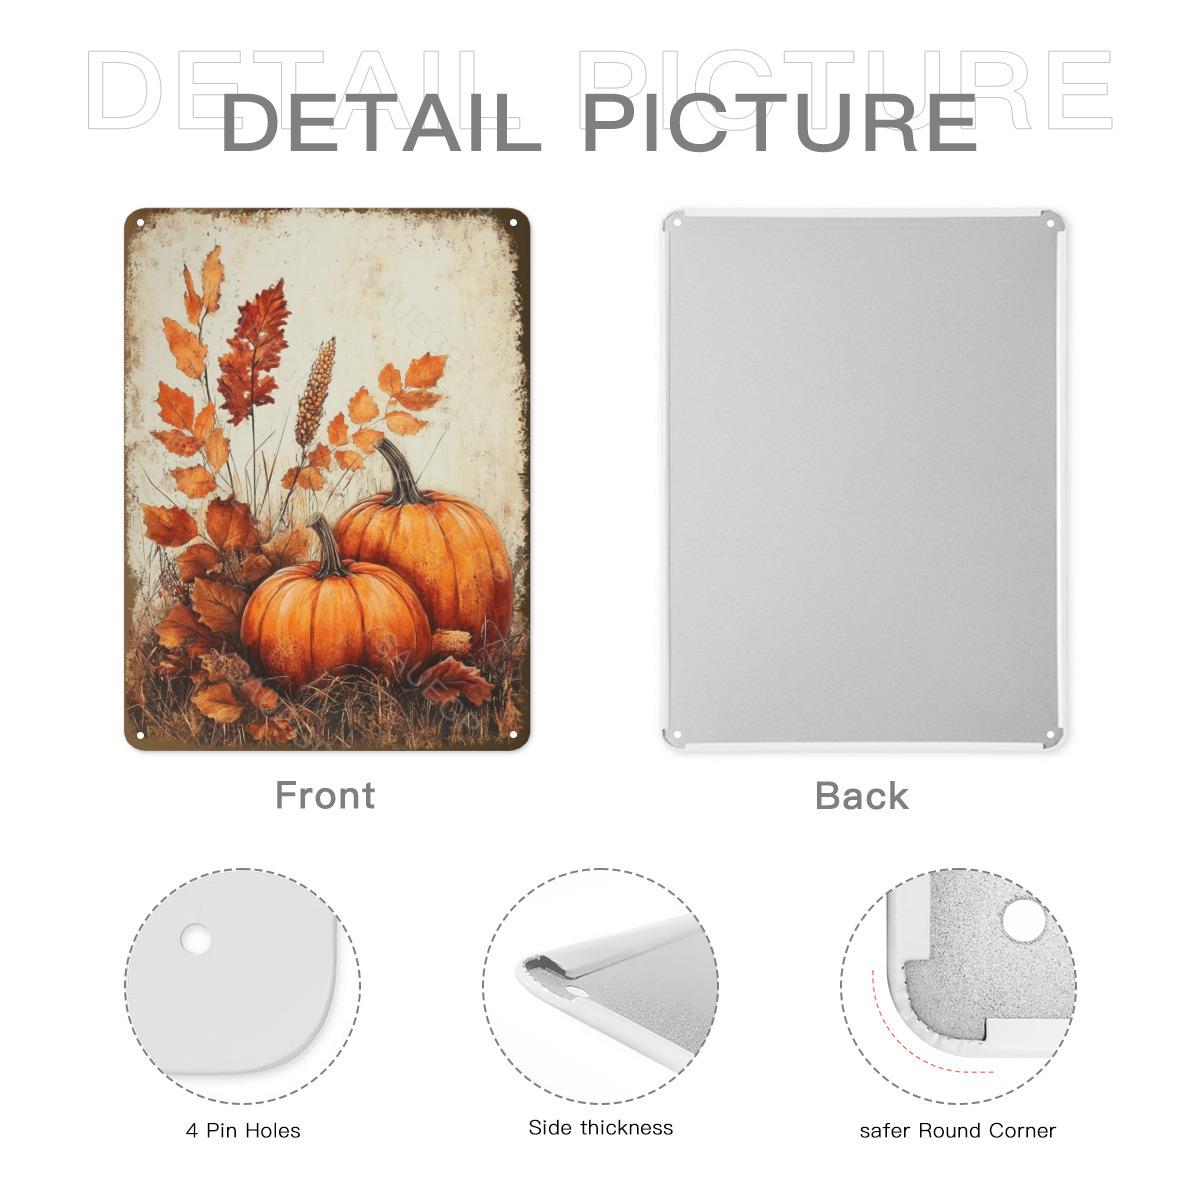 DETAIL PICTURE
DETAIL PICTURE
Front
Back
4 Pin Holes
Side thickness
safer Round Corner